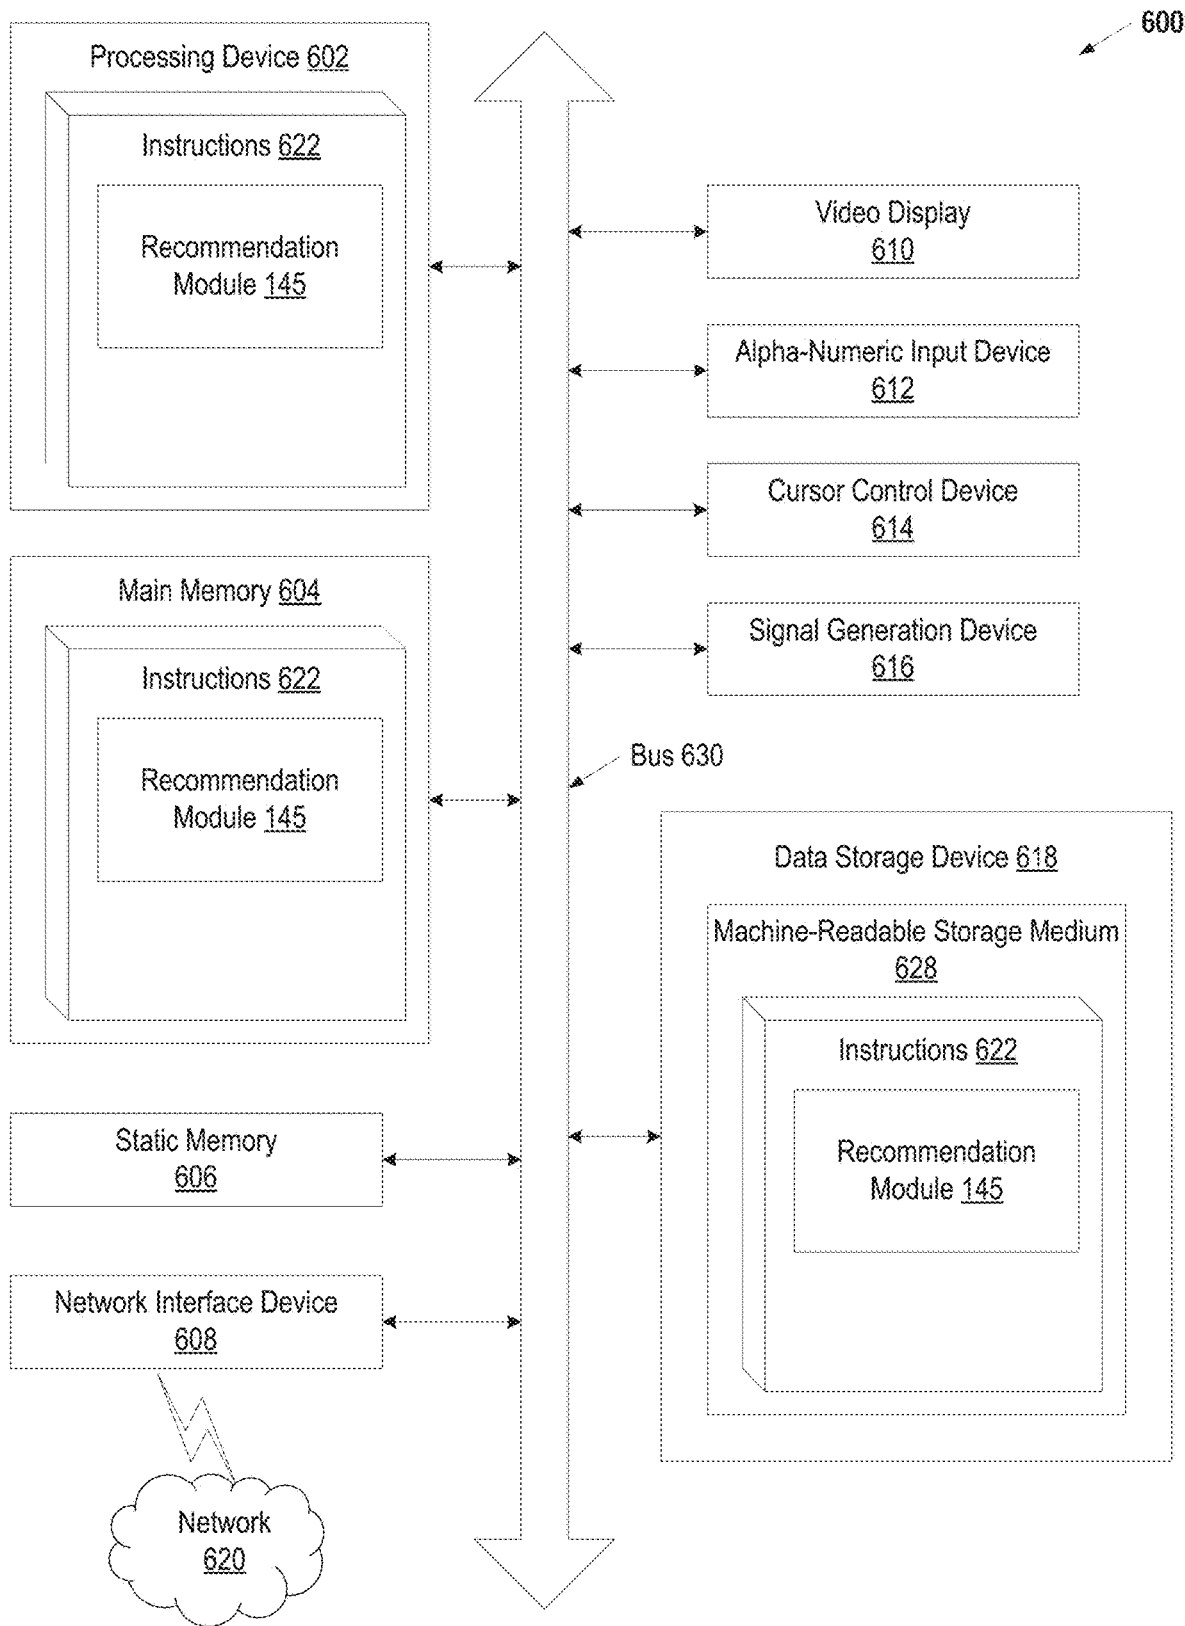 600
Processing Device 602
Instructions 622
Recommendation
Module 145
Main Memory 604
Instructions 622
Recommendation
Module 145
Static Memory
606
Network Interface Device
608
Network
620
Video Display
610
Alpha-Numeric Input Device
612
Cursor Control Device
614
Signal Generation Device
616
Bus 630
Data Storage Device 618
Machine-Readable Storage Medium
628
Instructions 622
Recommendation
Module 145